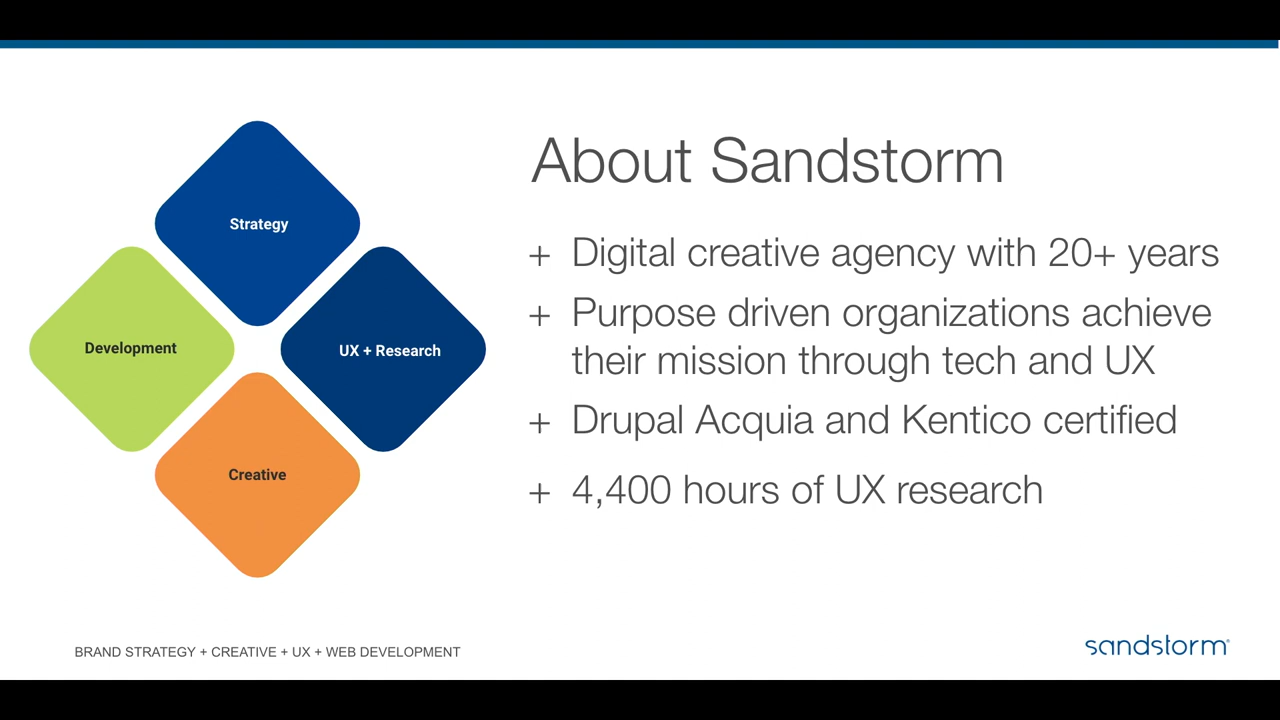 About Sandstorm
Strategy
Development
UX + Research
Creative
+ Digital creative agency with 20+ years
+ Purpose driven organizations achieve
their mission through tech and UX
+ Drupal Acquia and Kentico certified
+ 4,400 hours of UX research
BRAND STRATEGY + CREATIVE + UX + WEB DEVELOPMENT
sandstorm®